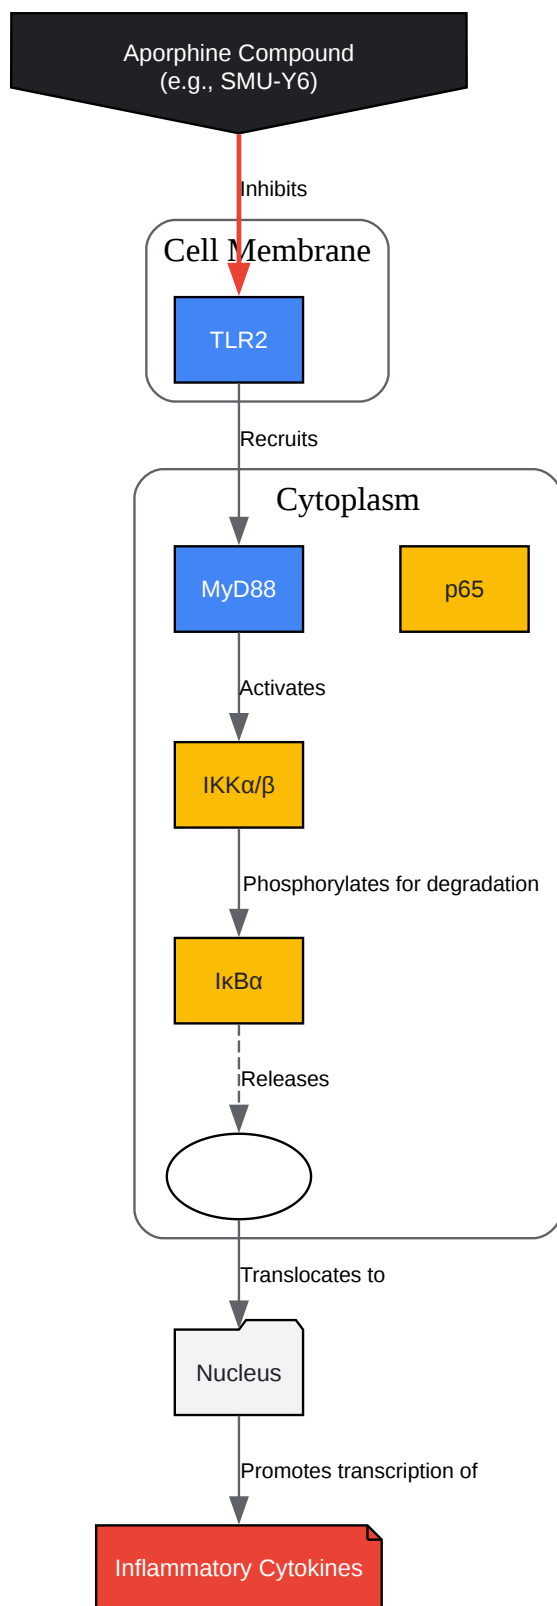 Aporphine Compound
(e.g., SMU-Y6)
Inhibits
Cell Membrane
TLR2
Recruits
Cytoplasm
MyD88
p65
Activates
IKKα/β
Phosphorylates for degradation
IκBα
Releases
Translocates to
Nucleus
Promotes transcription of
Inflammatory Cytokines